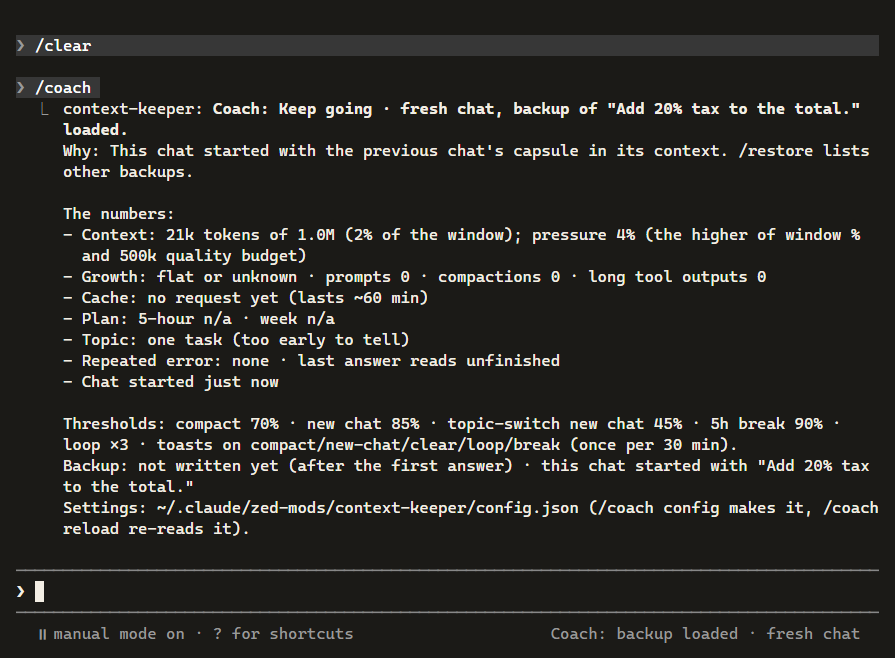 ❯ /clear
❯ /coach
⎿ context-keeper: Coach: Keep going · fresh chat, backup of "Add 20% tax to the total."
loaded.
Why: This chat started with the previous chat's capsule in its context. /restore lists
other backups.
The numbers:
- Context: 21k tokens of 1.0M (2% of the window); pressure 4% (the higher of window %
and 500k quality budget)
- Growth: flat or unknown · prompts 0 · compactions 0 · long tool outputs 0
- Cache: no request yet (lasts ~60 min)
- Plan: 5-hour n/a · week n/a
- Topic: one task (too early to tell)
- Repeated error: none · last answer reads unfinished
- Chat started just now
Thresholds: compact 70% · new chat 85% · topic-switch new chat 45% · 5h break 90% ·
loop ×3 · toasts on compact/new-chat/clear/loop/break (once per 30 min).
Backup: not written yet (after the first answer) · this chat started with "Add 20% tax
to the total."
Settings: ~/.claude/zed-mods/context-keeper/config.json (/coach config makes it, /coach
reload re-reads it).
❯
⏸ manual mode on · ? for shortcuts
Coach: backup loaded · fresh chat